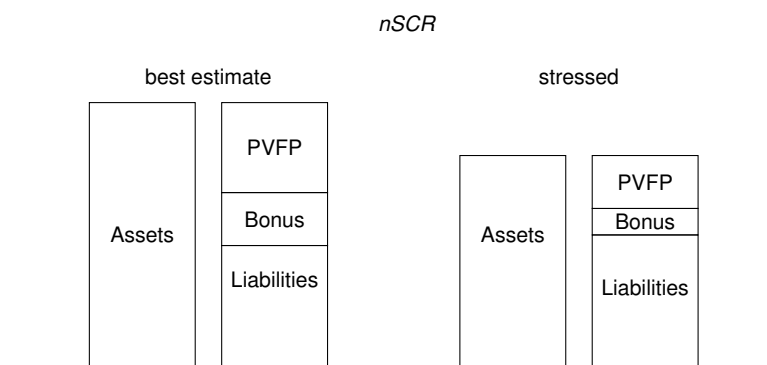 nSCR
best estimate
stressed
PVFP
Bonus
Assets
Liabilities
PVFP
Bonus
Assets
Liabilities